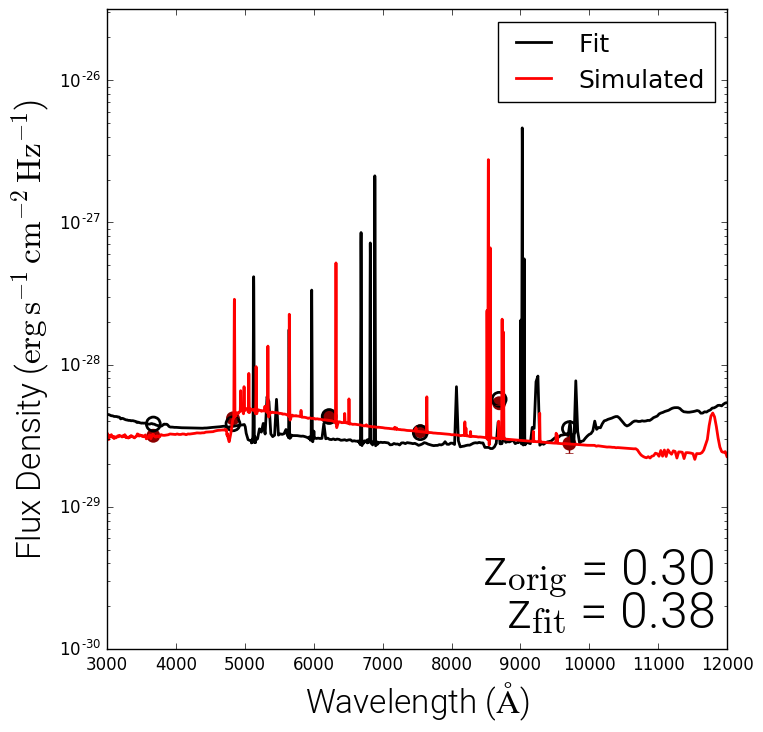 Fit
Simulated
10^-26
10^-27
10^-28
10^-29
10^-30
Flux Density (erg s^-1 cm^-2 Hz^-1)
z_orig = 0.30
z_fit = 0.38
3000 4000 5000 6000 7000 8000 9000 10000 11000 12000
Wavelength (Å)